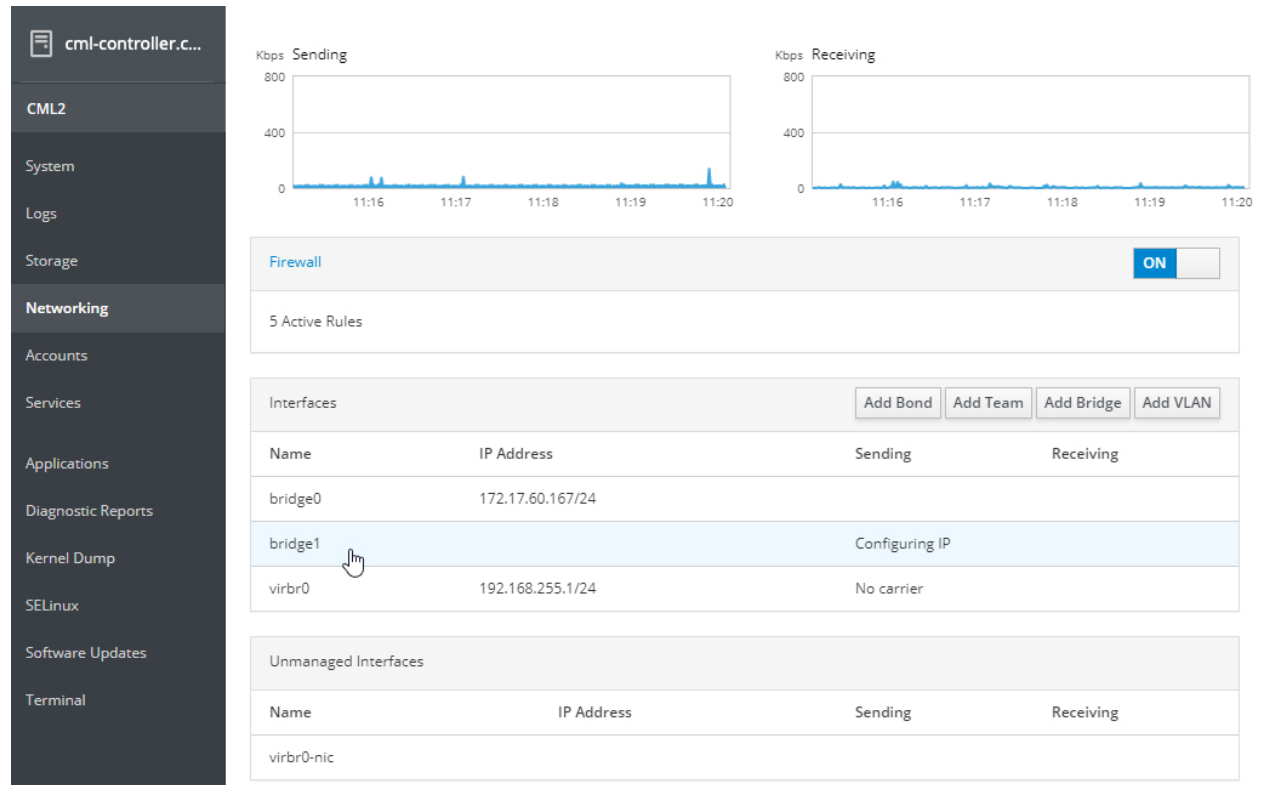 cml-controller.c...
CML2
System
Logs
Storage
Networking
Accounts
Services
Applications
Diagnostic Reports
Kernel Dump
SELinux
Software Updates
Terminal
Kbps Sending
800
400
0
11:16 11:17 11:18 11:19 11:20
Kbps Receiving
800
400
0
11:16 11:17 11:18 11:19 11:20
Firewall ON
5 Active Rules
Interfaces Add Bond Add Team Add Bridge Add VLAN
Name IP Address Sending Receiving
bridge0 172.17.60.167/24
bridge1 Configuring IP
virbr0 192.168.255.1/24 No carrier
Unmanaged Interfaces
Name IP Address Sending Receiving
virbr0-nic